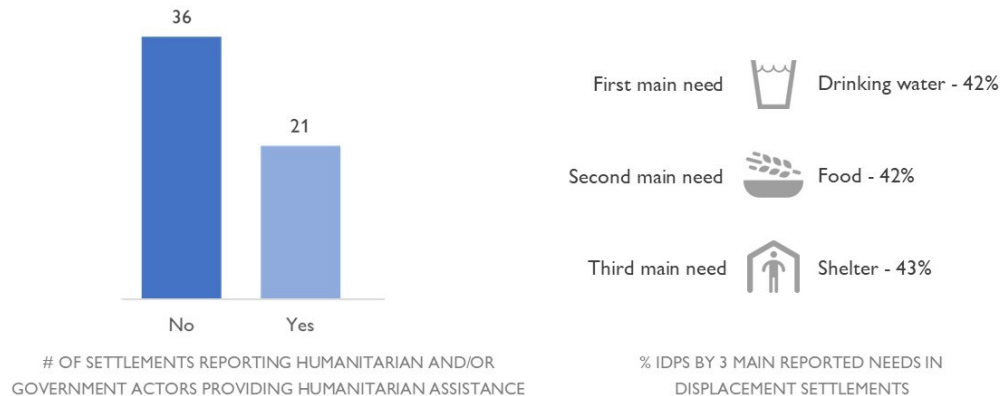 36
21
No
Yes
# OF SETTLEMENTS REPORTING HUMANITARIAN AND/OR
GOVERNMENT ACTORS PROVIDING HUMANITARIAN ASSISTANCE
First main need
Drinking water - 42%
Second main need
Food - 42%
Third main need
Shelter - 43%
% IDPS BY 3 MAIN REPORTED NEEDS IN
DISPLACEMENT SETTLEMENTS